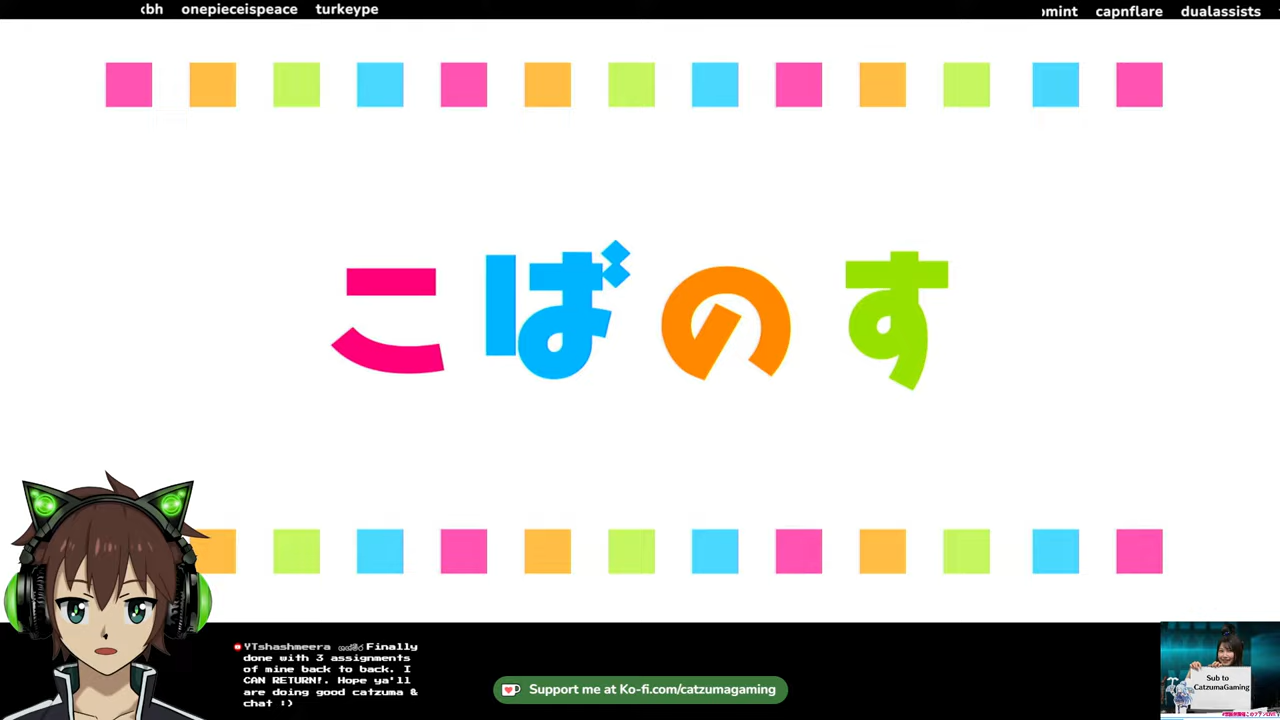 onepieceispeace turkeype
capnflare dualassists
こばのす
YTshashmeera ශශ්මීර Finally
done with 3 assignments
of mine back to back. I
CAN RETURN!. Hope ya'll
are doing good catzuma &
chat :)
Support me at Ko-fi.com/catzumagaming
Sub to
CatzumaGaming